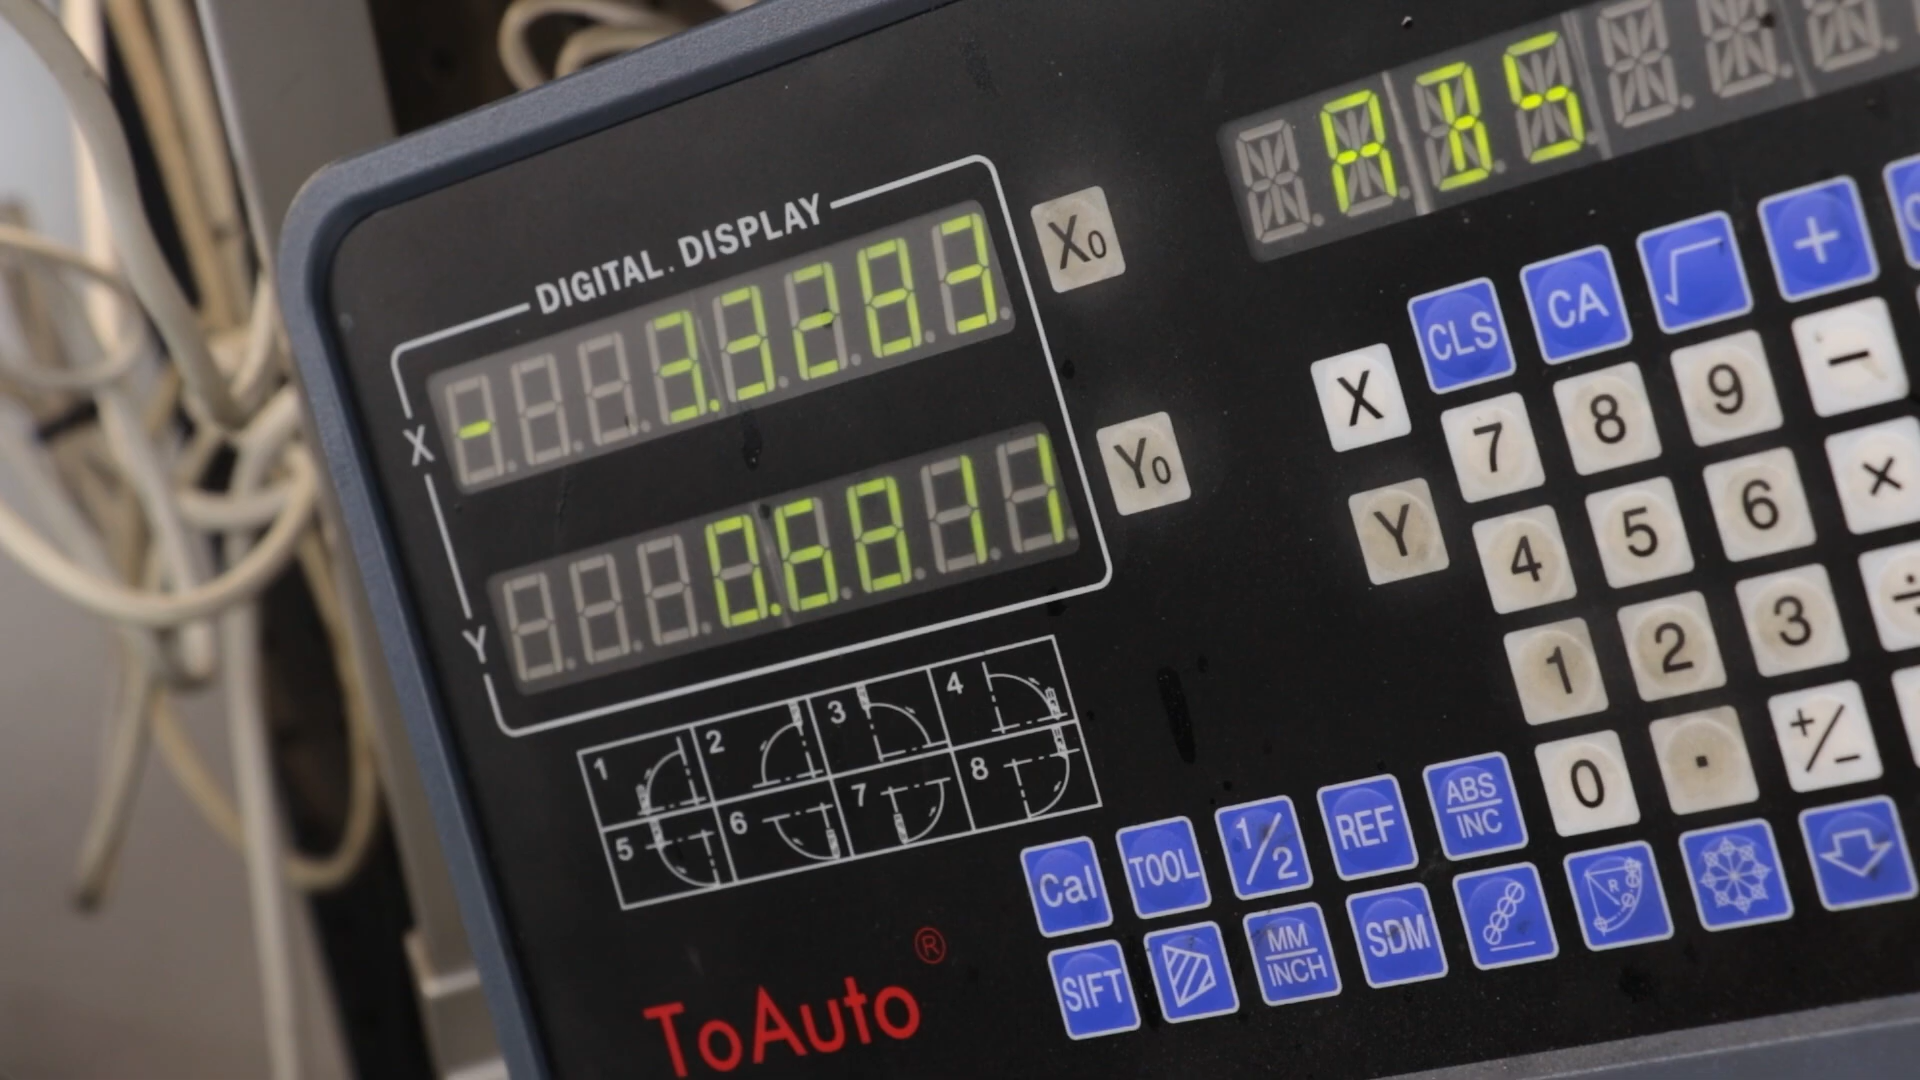 DIGITAL DISPLAY
X - 3.3283 X0
Y 0.6811 Y0
ABS
CLS CA √ +
X 7 8 9 −
Y 4 5 6 ×
1 2 3 ÷
0 . +/−
1 2 3 4
5 6 7 8
Cal TOOL 1/2 REF ABS/INC
SIFT MM/INCH SDM R
ToAuto®